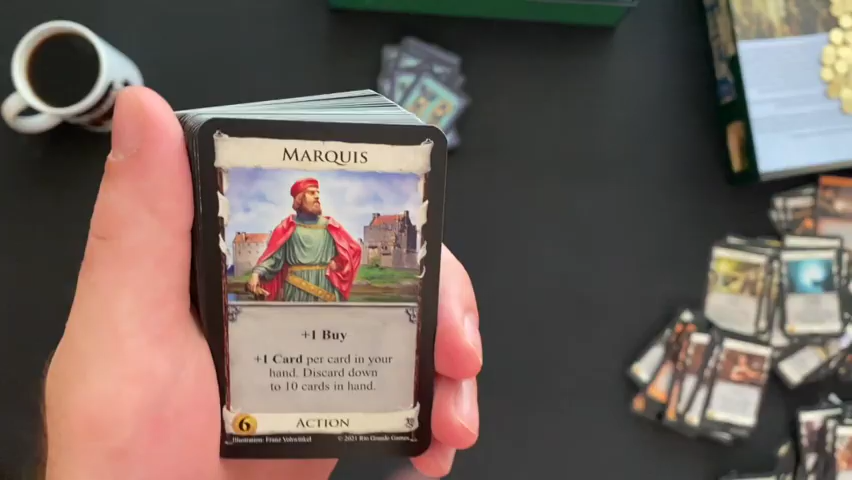 MARQUIS
+1 Buy
+1 Card per card in your
hand. Discard down
to 10 cards in hand.
6 ACTION
Illustration: Franz Vohwinkel © 2021 Rio Grande Games